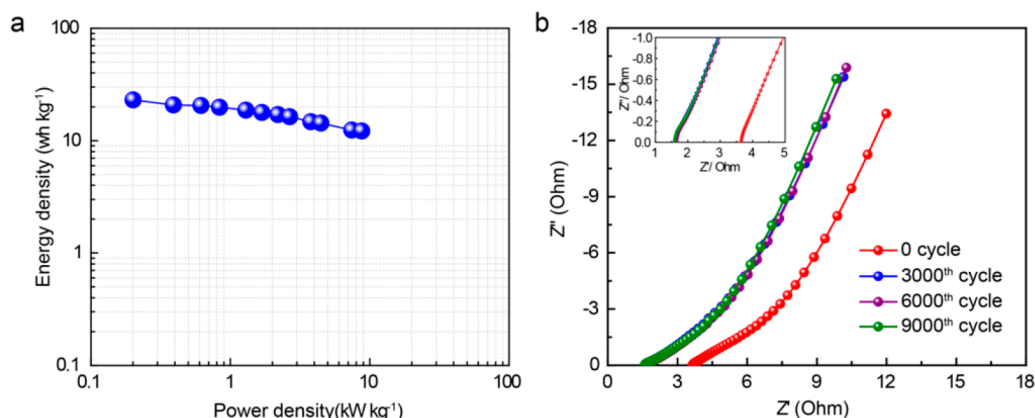 a
Energy density (wh kg-1)
100
10
1
0.1
0.1
1
10
100
Power density(kW kg-1)
b
Z'' (Ohm)
-18
-15
-12
-9
-6
-3
0
0
3
6
9
12
15
18
Z' (Ohm)
Z''/ Ohm
-1.0
-0.8
-0.6
-0.4
-0.2
0.0
1
2
3
4
5
Z'/ Ohm
0 cycle
3000th cycle
6000th cycle
9000th cycle